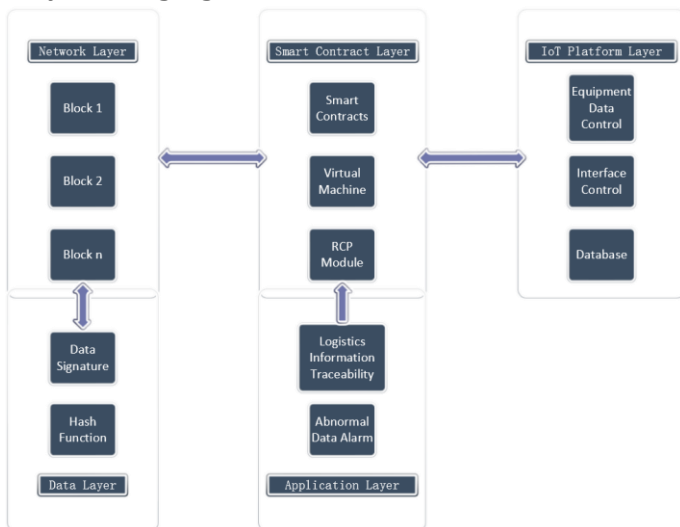 Network Layer
Block 1
Block 2
Block n
Data
Signature
Hash
Function
Data Layer
Smart Contract Layer
Smart
Contracts
Virtual
Machine
RCP
Module
Logistics
Information
Traceability
Abnormal
Data Alarm
Application Layer
IoT Platform Layer
Equipment
Data
Control
Interface
Control
Database